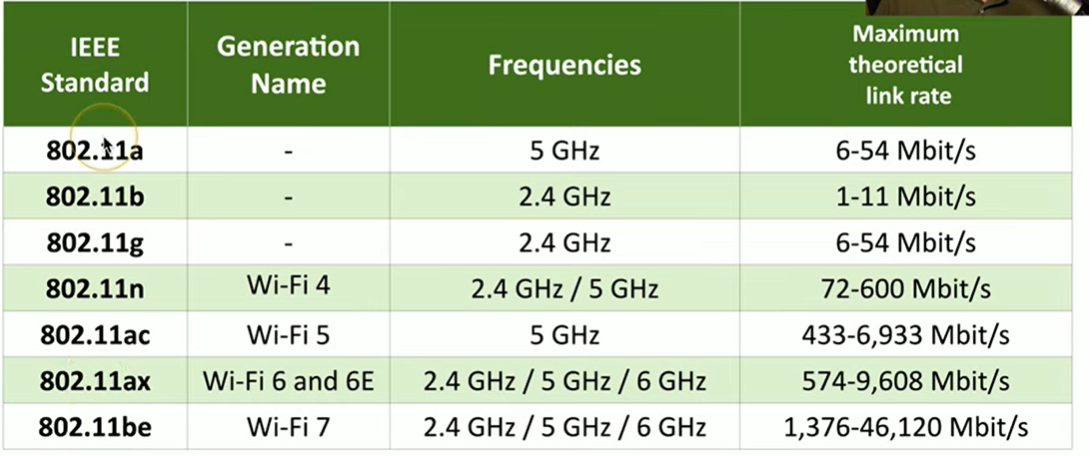 IEEE Standard | Generation Name | Frequencies | Maximum theoretical link rate
802.11a | - | 5 GHz | 6-54 Mbit/s
802.11b | - | 2.4 GHz | 1-11 Mbit/s
802.11g | - | 2.4 GHz | 6-54 Mbit/s
802.11n | Wi-Fi 4 | 2.4 GHz / 5 GHz | 72-600 Mbit/s
802.11ac | Wi-Fi 5 | 5 GHz | 433-6,933 Mbit/s
802.11ax | Wi-Fi 6 and 6E | 2.4 GHz / 5 GHz / 6 GHz | 574-9,608 Mbit/s
802.11be | Wi-Fi 7 | 2.4 GHz / 5 GHz / 6 GHz | 1,376-46,120 Mbit/s